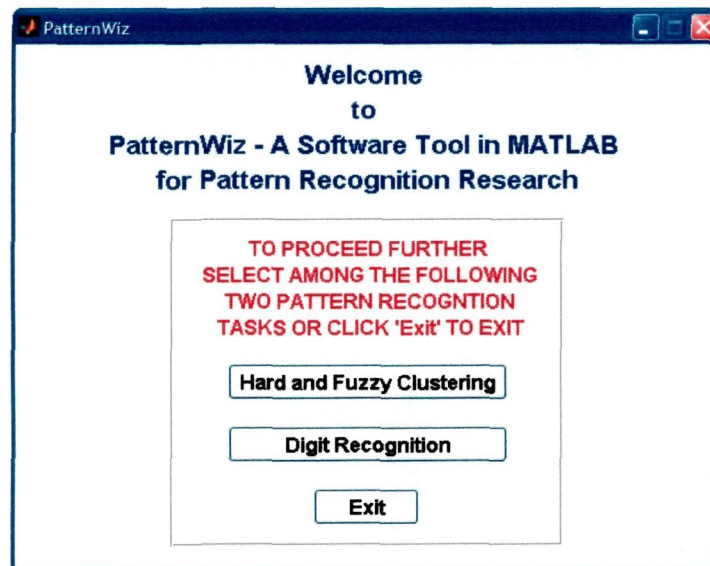 PatternWiz
Welcome
to
PatternWiz - A Software Tool in MATLAB
for Pattern Recognition Research
TO PROCEED FURTHER
SELECT AMONG THE FOLLOWING
TWO PATTERN RECOGNTION
TASKS OR CLICK 'Exit' TO EXIT
Hard and Fuzzy Clustering
Digit Recognition
Exit